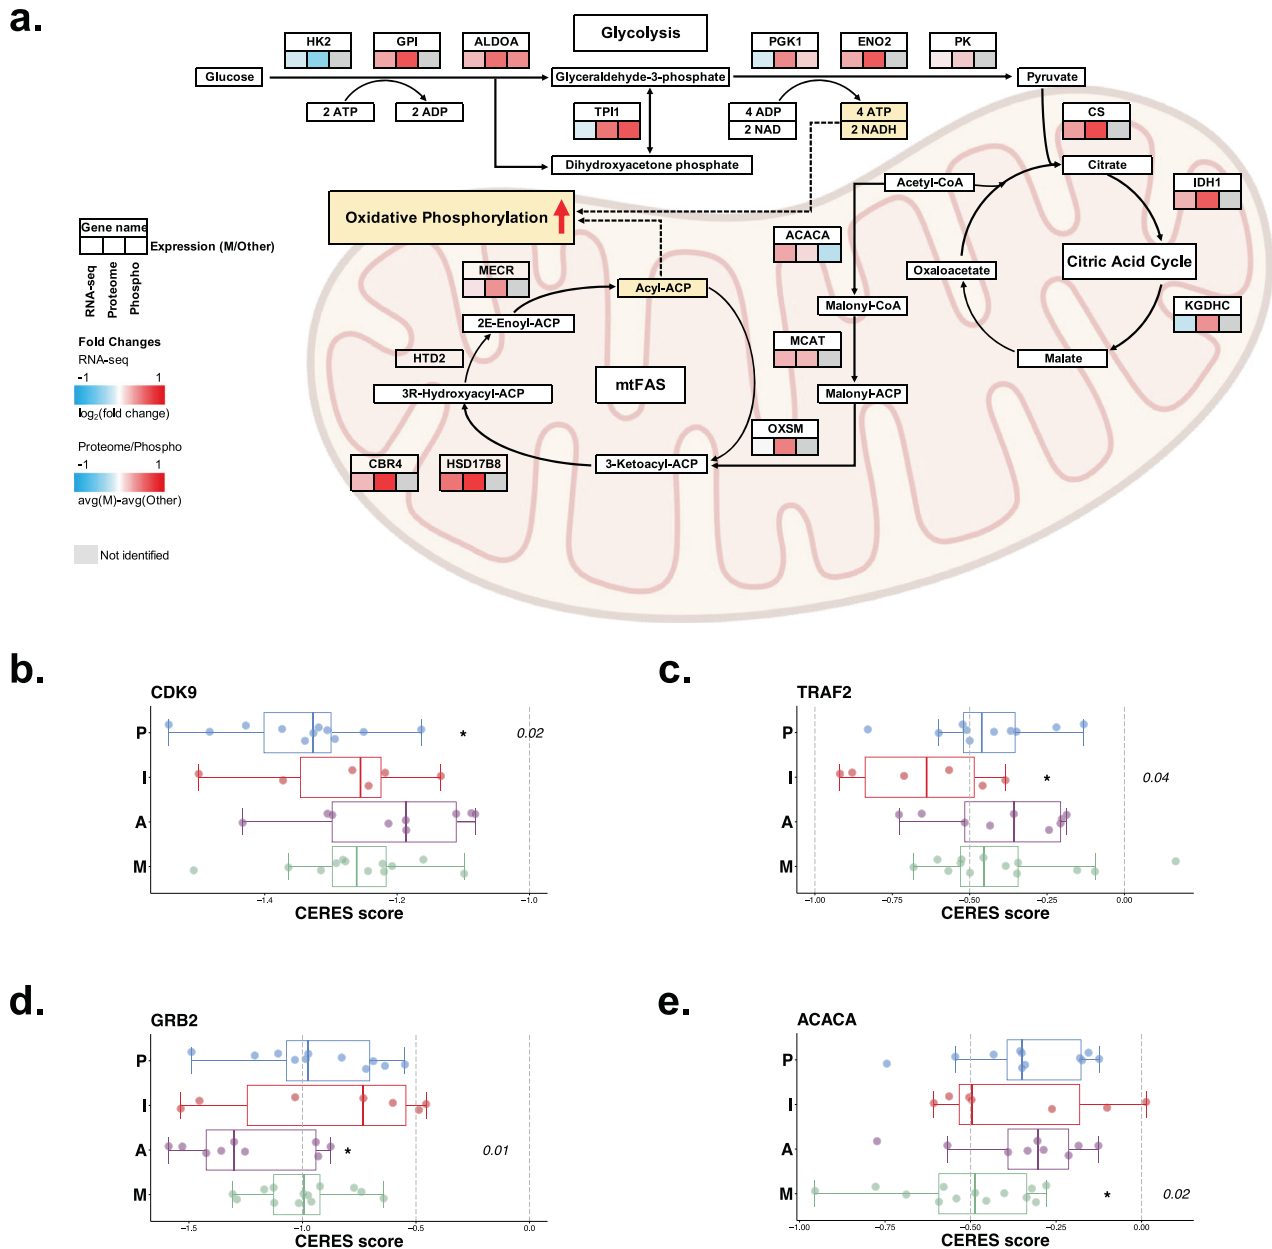 a.
Glycolysis
HK2
GPI
ALDOA
PGK1
ENO2
PK
Glucose
Glyceraldehyde-3-phosphate
Pyruvate
2 ATP
2 ADP
TPI1
4 ADP
2 NAD
4 ATP
2 NADH
CS
Dihydroxyacetone phosphate
Citrate
Acetyl-CoA
IDH1
Oxidative Phosphorylation
Gene name
Expression (M/Other)
RNA-seq
Proteome
Phospho
ACACA
Citric Acid Cycle
Oxaloacetate
MECR
Acyl-ACP
Malonyl-CoA
KGDHC
2E-Enoyl-ACP
MCAT
HTD2
Malate
mtFAS
3R-Hydroxyacyl-ACP
Malonyl-ACP
OXSM
CBR4
HSD17B8
3-Ketoacyl-ACP
Fold Changes
RNA-seq
-1 1
log2(fold change)
Proteome/Phospho
-1 1
avg(M)-avg(Other)
Not identified
b.
CDK9
P
I
A
M
* 0.02
−1.4 −1.2 −1.0
CERES score
c.
TRAF2
P
I
A
M
* 0.04
−1.00 −0.75 −0.50 −0.25 0.00
CERES score
d.
GRB2
P
I
A
M
* 0.01
−1.5 −1.0 −0.5 0.0
CERES score
e.
ACACA
P
I
A
M
* 0.02
−1.00 −0.75 −0.50 −0.25 0.00
CERES score